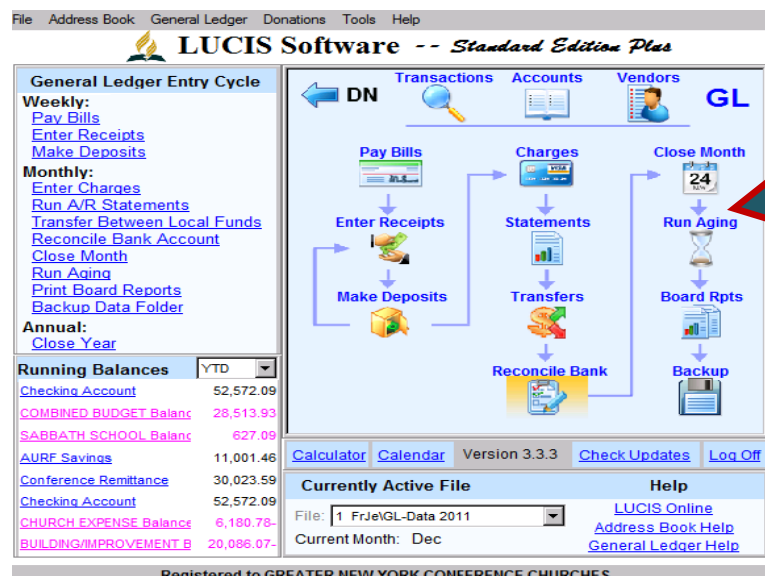 File Address Book General Ledger Donations Tools Help
LUCIS Software -- Standard Edition Plus
General Ledger Entry Cycle
Weekly:
Pay Bills
Enter Receipts
Make Deposits
Monthly:
Enter Charges
Run A/R Statements
Transfer Between Local Funds
Reconcile Bank Account
Close Month
Run Aging
Print Board Reports
Backup Data Folder
Annual:
Close Year
Running Balances YTD
Checking Account 52,572.09
COMBINED BUDGET Balanc 28,513.93
SABBATH SCHOOL Balanc 627.09
AURF Savings 11,001.46
Conference Remittance 30,023.59
Checking Account 52,572.09
CHURCH EXPENSE Balance 6,180.78-
BUILDING/IMPROVEMENT B 20,086.07-
DN Transactions Accounts Vendors GL
Pay Bills Charges Close Month
VISA 24
Enter Receipts Statements Run Aging
Make Deposits Transfers Board Rpts
Reconcile Bank Backup
Calculator Calendar Version 3.3.3 Check Updates Log Off
Currently Active File
File: 1 FrJe\GL-Data 2011
Current Month: Dec
Help
LUCIS Online
Address Book Help
General Ledger Help
Registered to GREATER NEW YORK CONFERENCE CHURCHES